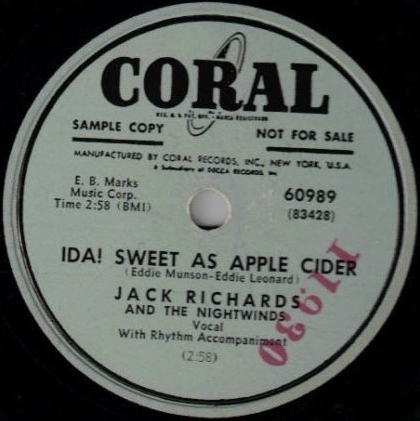 CORAL
REG. U.S. PAT. OFF. - MARCA REGISTRADA
SAMPLE COPY NOT FOR SALE
MANUFACTURED BY CORAL RECORDS, INC., NEW YORK, U.S.A.
A Subsidiary of DECCA RECORDS, Inc
E. B. Marks
Music Corp.
Time 2:58 (BMI)
60989
(83428)
IDA! SWEET AS APPLE CIDER
(Eddie Munson-Eddie Leonard)
JACK RICHARDS
AND THE NIGHTWINDS
Vocal
With Rhythm Accompaniment
(2:58)